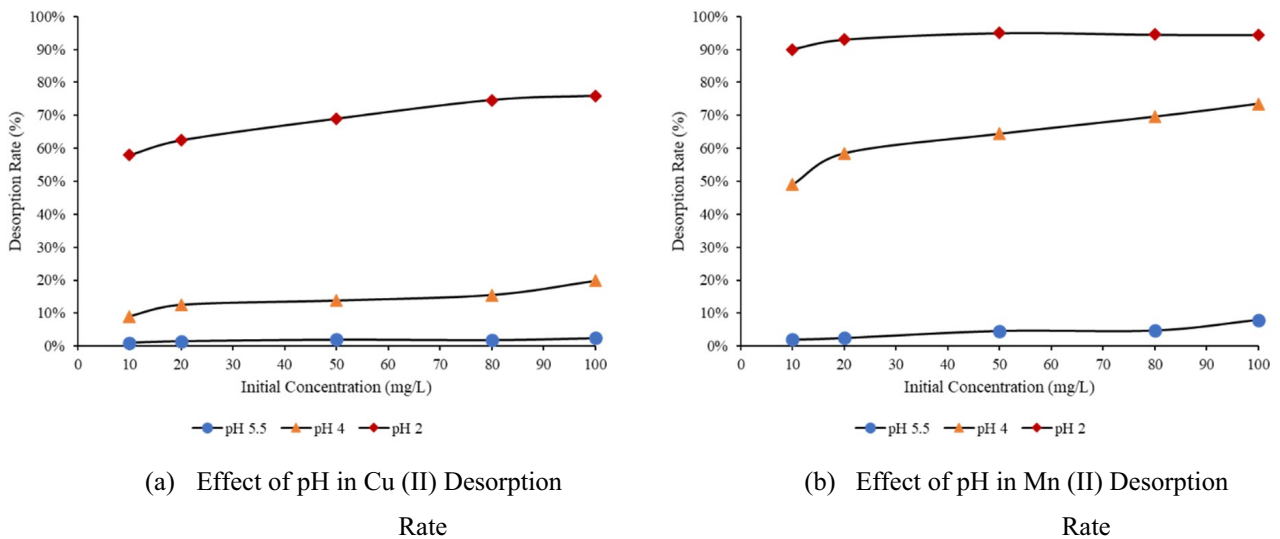 100%
90%
80%
70%
60%
50%
40%
30%
20%
10%
0%
Desorption Rate (%)
0 10 20 30 40 50 60 70 80 90 100
Initial Concentration (mg/L)
pH 5.5 pH 4 pH 2
(a) Effect of pH in Cu (II) Desorption
Rate
100%
90%
80%
70%
60%
50%
40%
30%
20%
10%
0%
Desorption Rate (%)
0 10 20 30 40 50 60 70 80 90 100
Initial Concentration (mg/L)
pH 5.5 pH 4 pH 2
(b) Effect of pH in Mn (II) Desorption
Rate